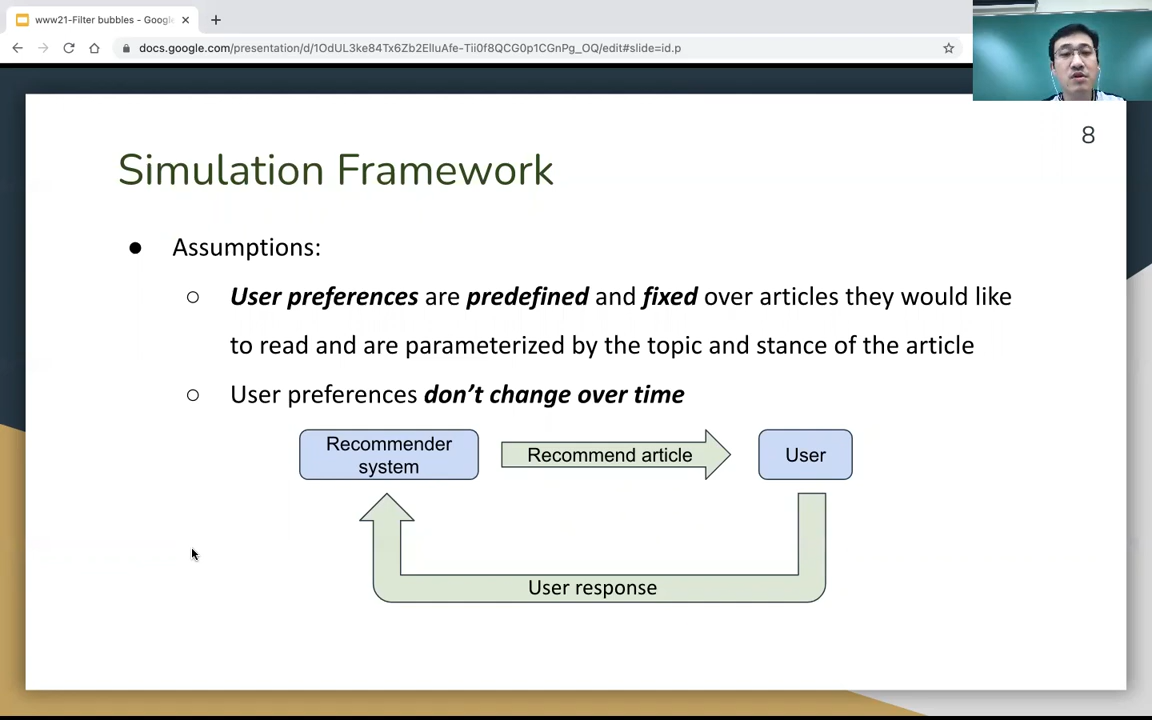 www21-Filter bubbles - Google
docs.google.com/presentation/d/1OdUL3ke84Tx6Zb2ElluAfe-Tii0f8QCG0p1CGnPg_OQ/edit#slide=id.p
8
Simulation Framework
● Assumptions:
○ User preferences are predefined and fixed over articles they would like
to read and are parameterized by the topic and stance of the article
○ User preferences don’t change over time
Recommender
system
Recommend article
User
User response